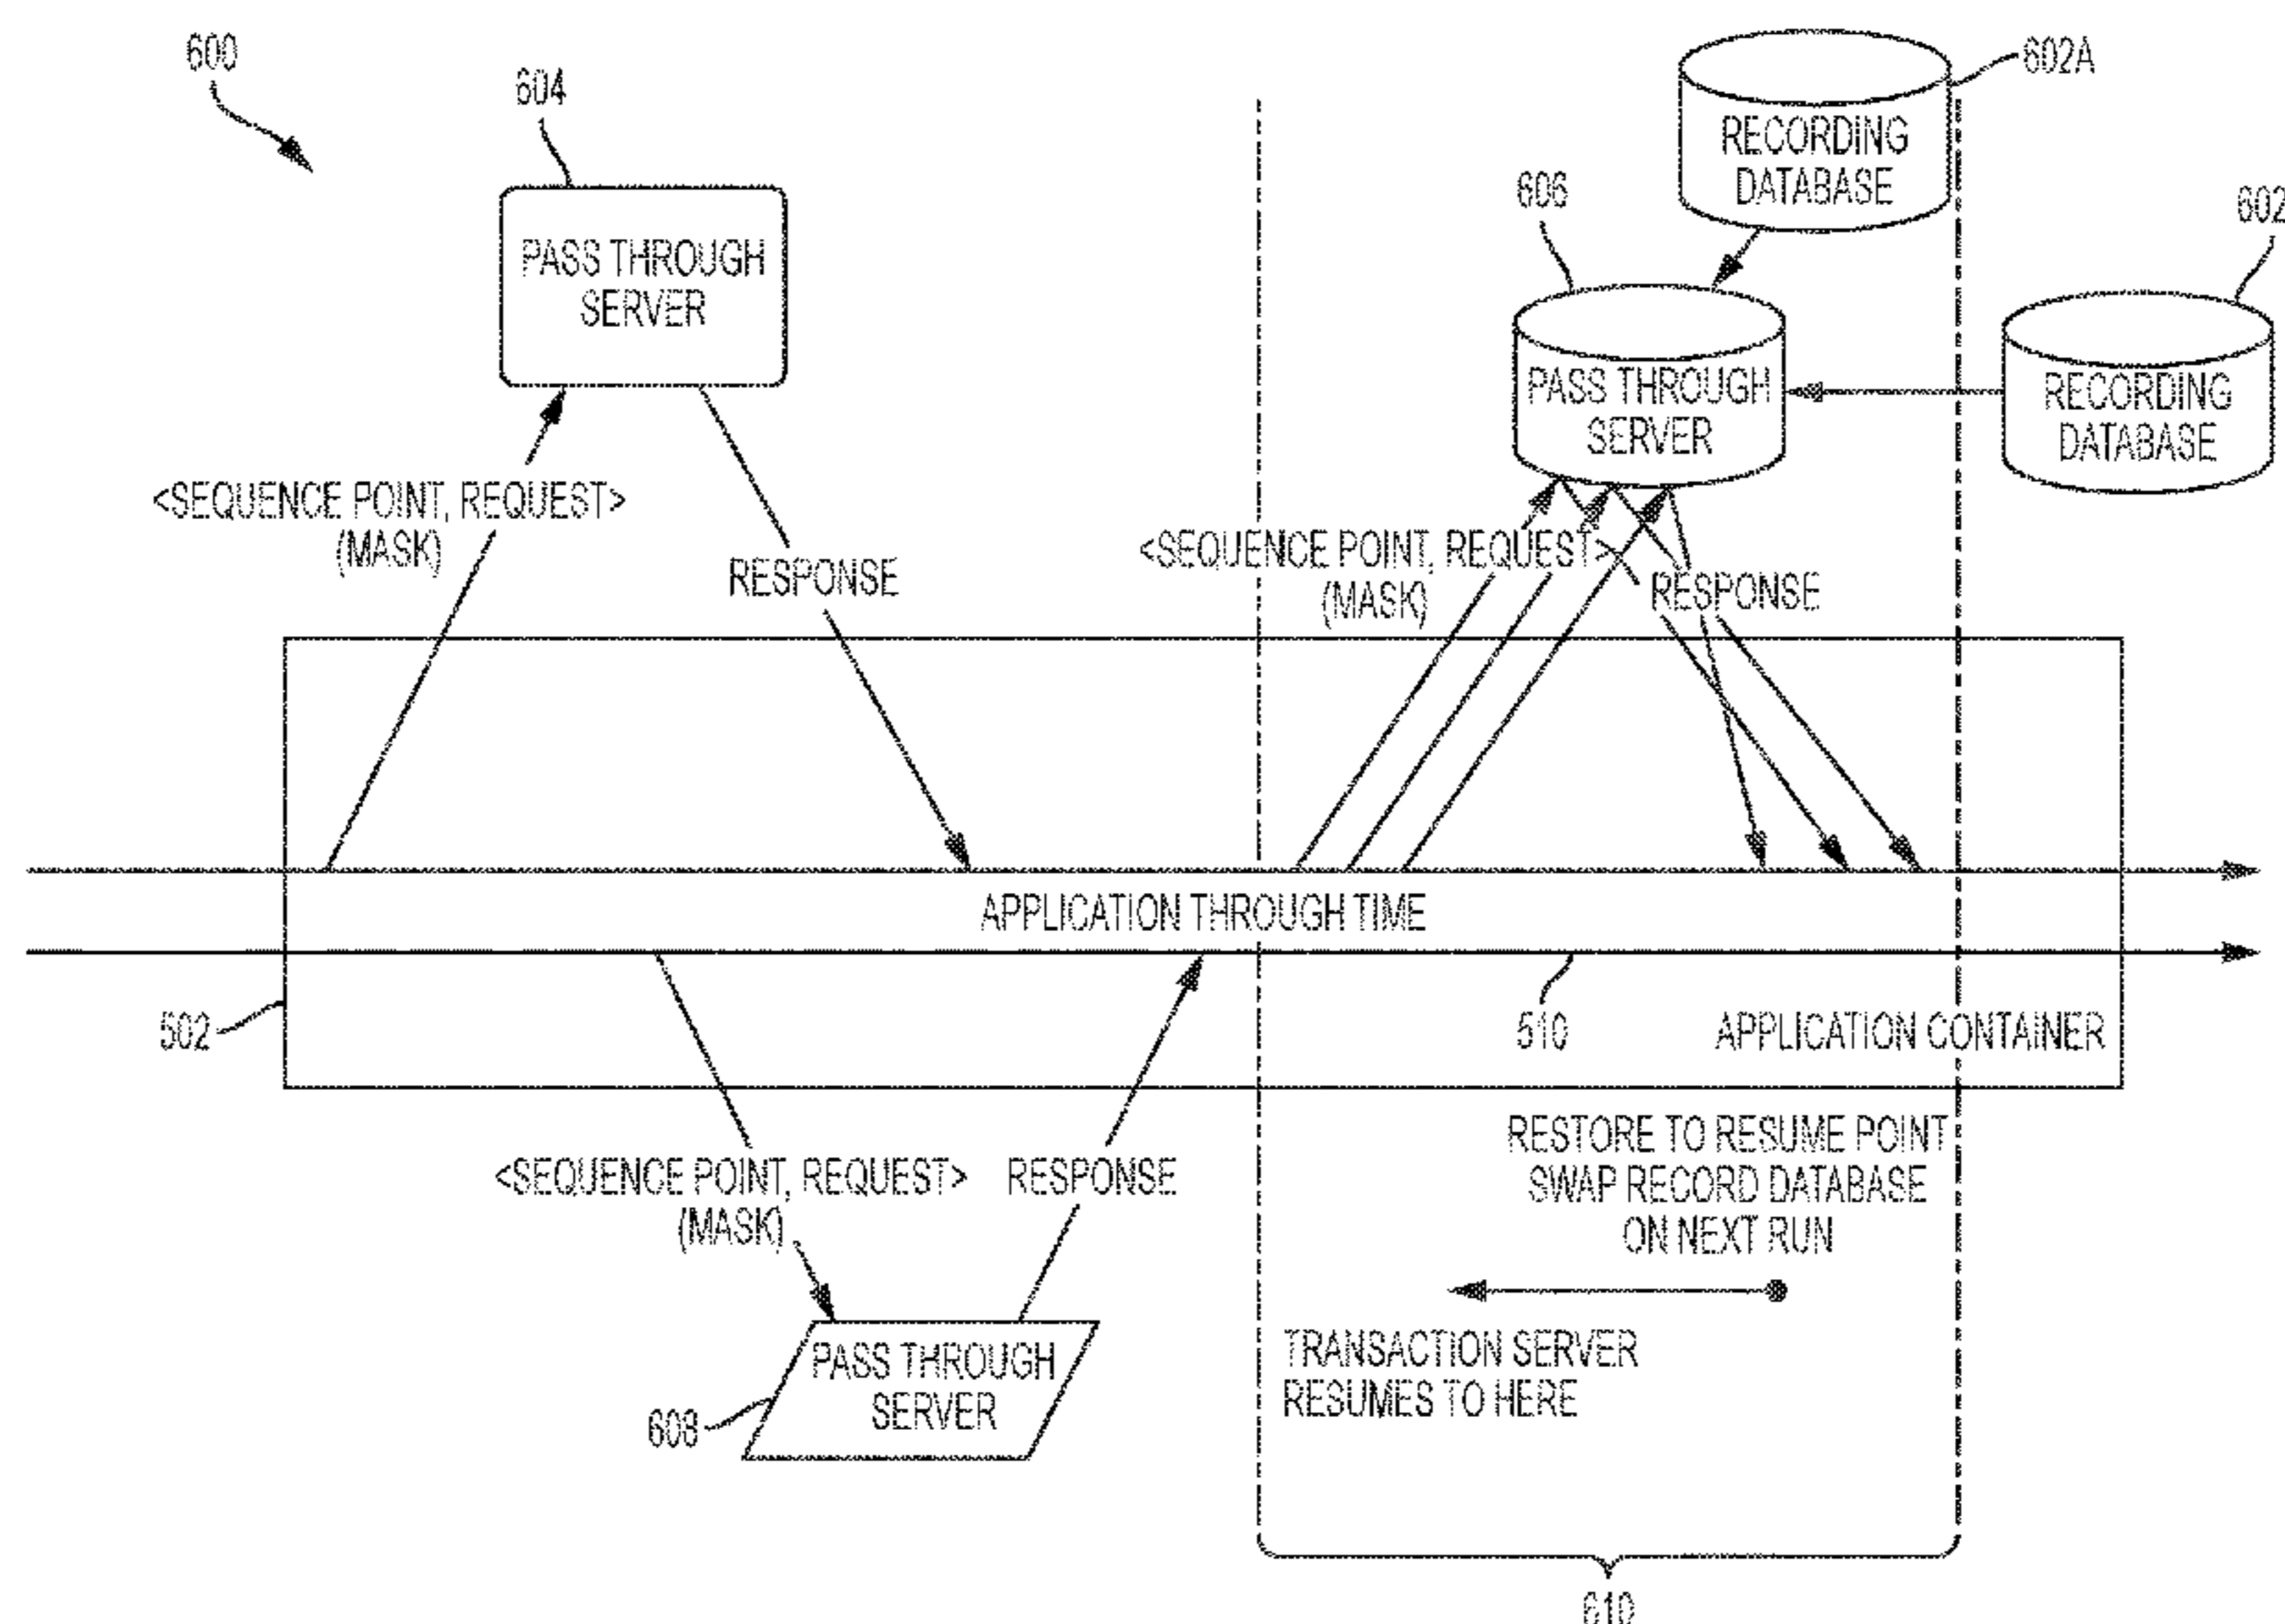 600
604
PASS THROUGH
SERVER
<SEQUENCE POINT, REQUEST>
(MASK)
RESPONSE
602A
RECORDING
DATABASE
606
PASS THROUGH
SERVER
602
RECORDING
DATABASE
<SEQUENCE POINT, REQUEST>
(MASK)
RESPONSE
APPLICATION THROUGH TIME
502
510
APPLICATION CONTAINER
<SEQUENCE POINT, REQUEST>
(MASK)
RESPONSE
PASS THROUGH
SERVER
608
RESTORE TO RESUME POINT
SWAP RECORD DATABASE
ON NEXT RUN
TRANSACTION SERVER
RESUMES TO HERE
610